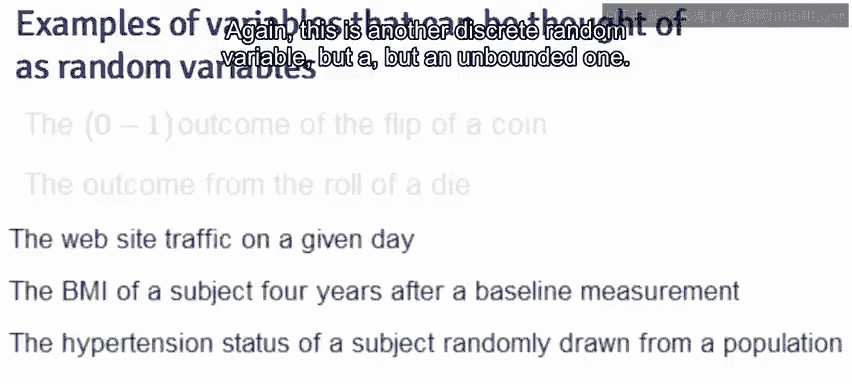 Examples of variables that can be thought of
as random variables
Again, this is another discrete random
variable, but a, but an unbounded one.
The (0 − 1) outcome of the flip of a coin
The outcome from the roll of a die
The web site traffic on a given day
The BMI of a subject four years after a baseline measurement
The hypertension status of a subject randomly drawn from a population